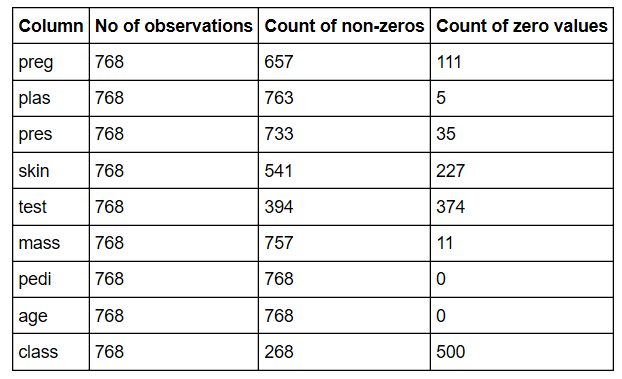 Column No of observations Count of non-zeros Count of zero values
preg 768 657 111
plas 768 763 5
pres 768 733 35
skin 768 541 227
test 768 394 374
mass 768 757 11
pedi 768 768 0
age 768 768 0
class 768 268 500